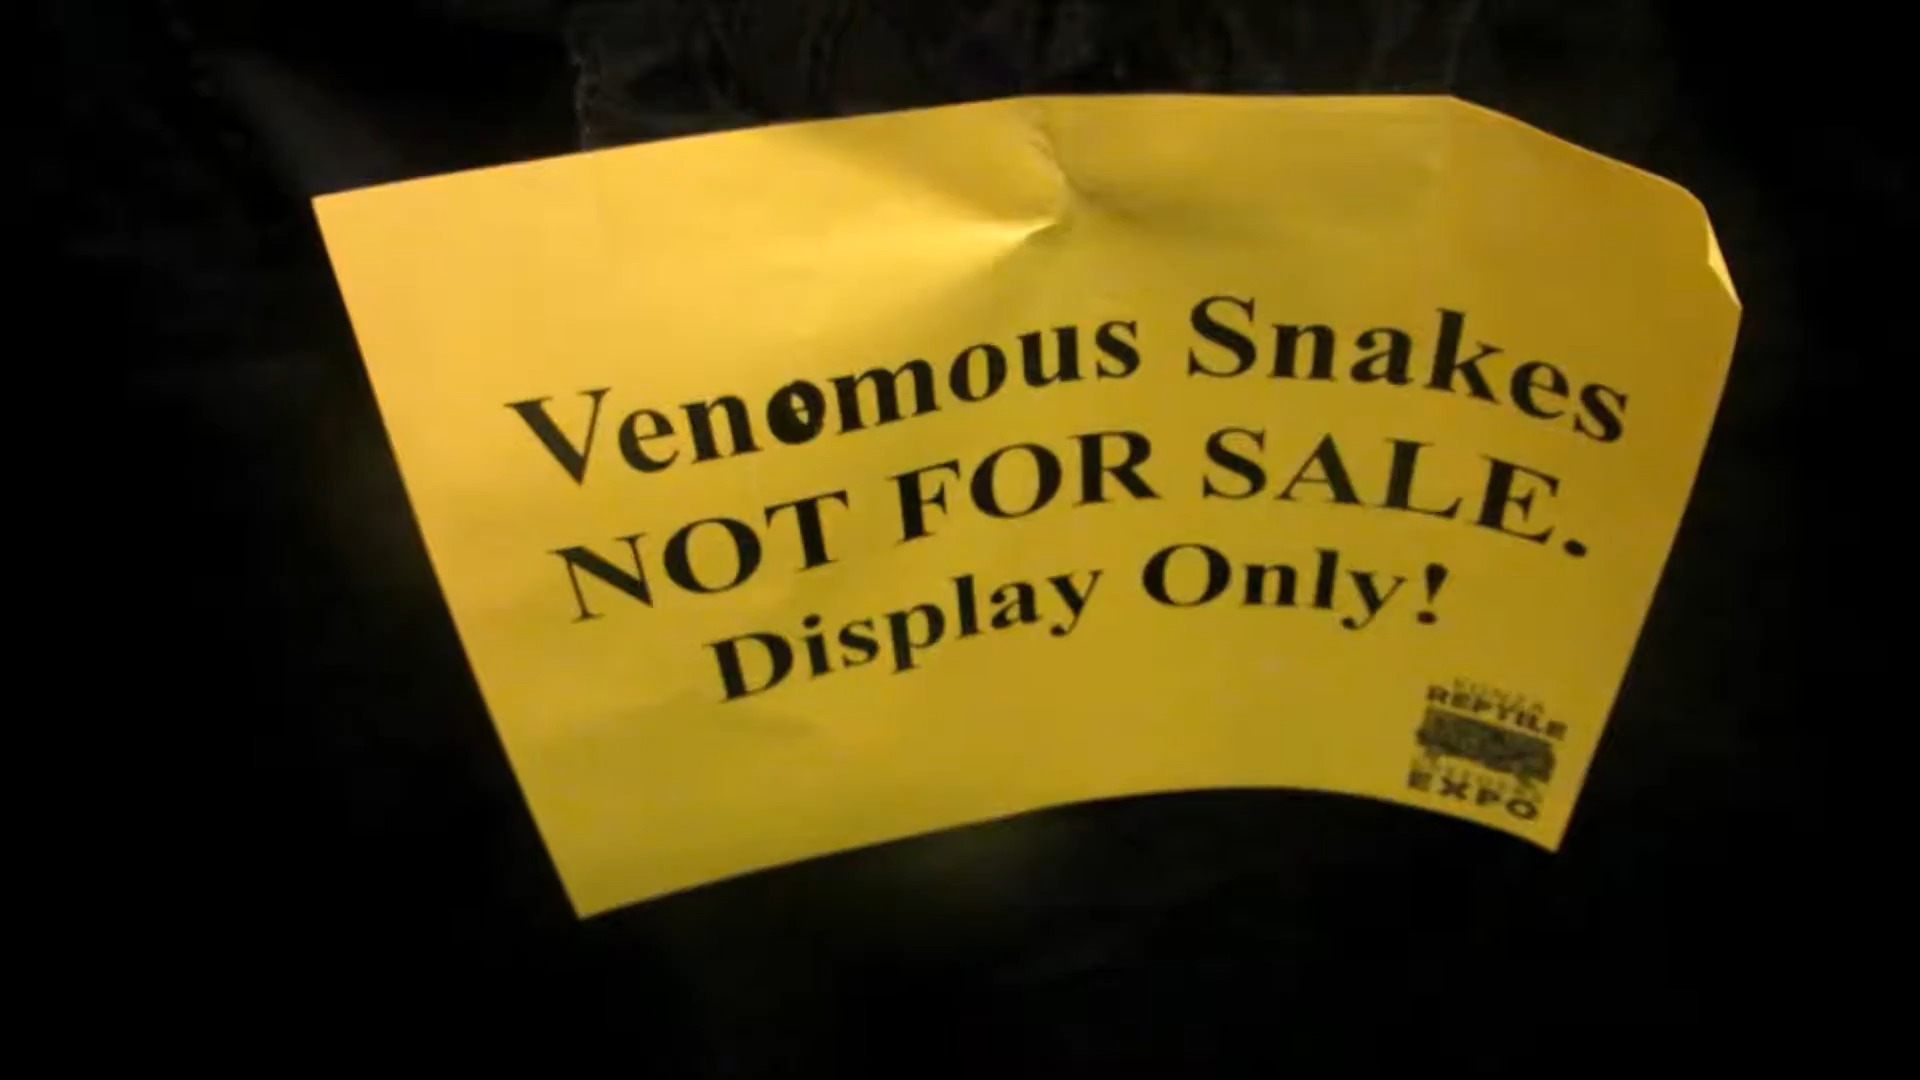 Venomous Snakes
NOT FOR SALE.
Display Only!
REPTILE
EXPO